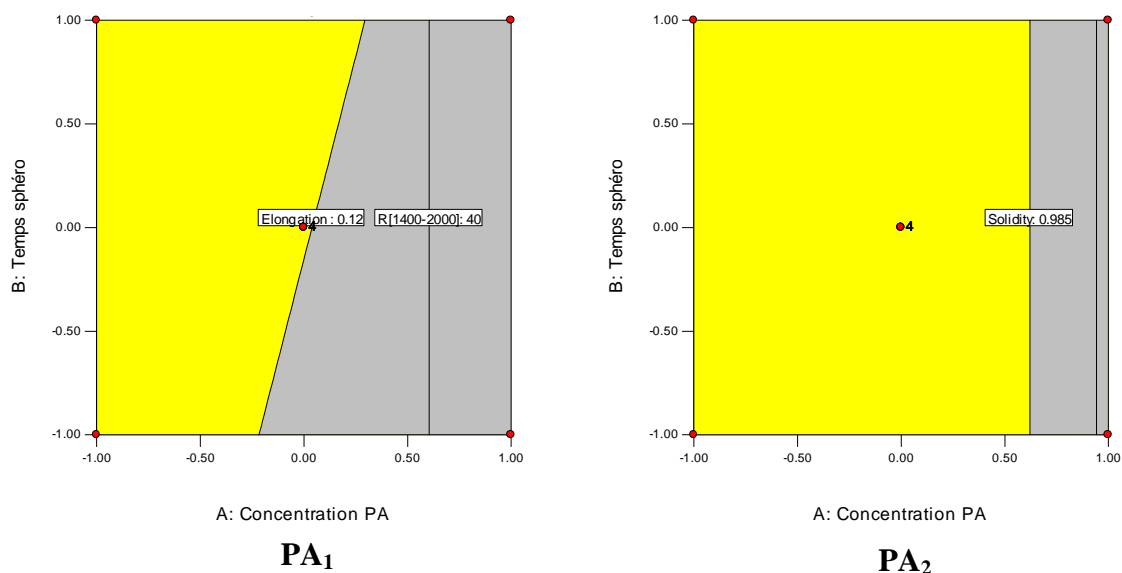 1.00
0.50
0.00
-0.50
-1.00
B: Temps sphéro
Elongation : 0.12
R[1400-2000]: 40
4
-1.00
-0.50
0.00
0.50
1.00
A: Concentration PA
PA₁
1.00
0.50
0.00
-0.50
-1.00
B: Temps sphéro
Solidity: 0.985
4
-1.00
-0.50
0.00
0.50
1.00
A: Concentration PA
PA₂